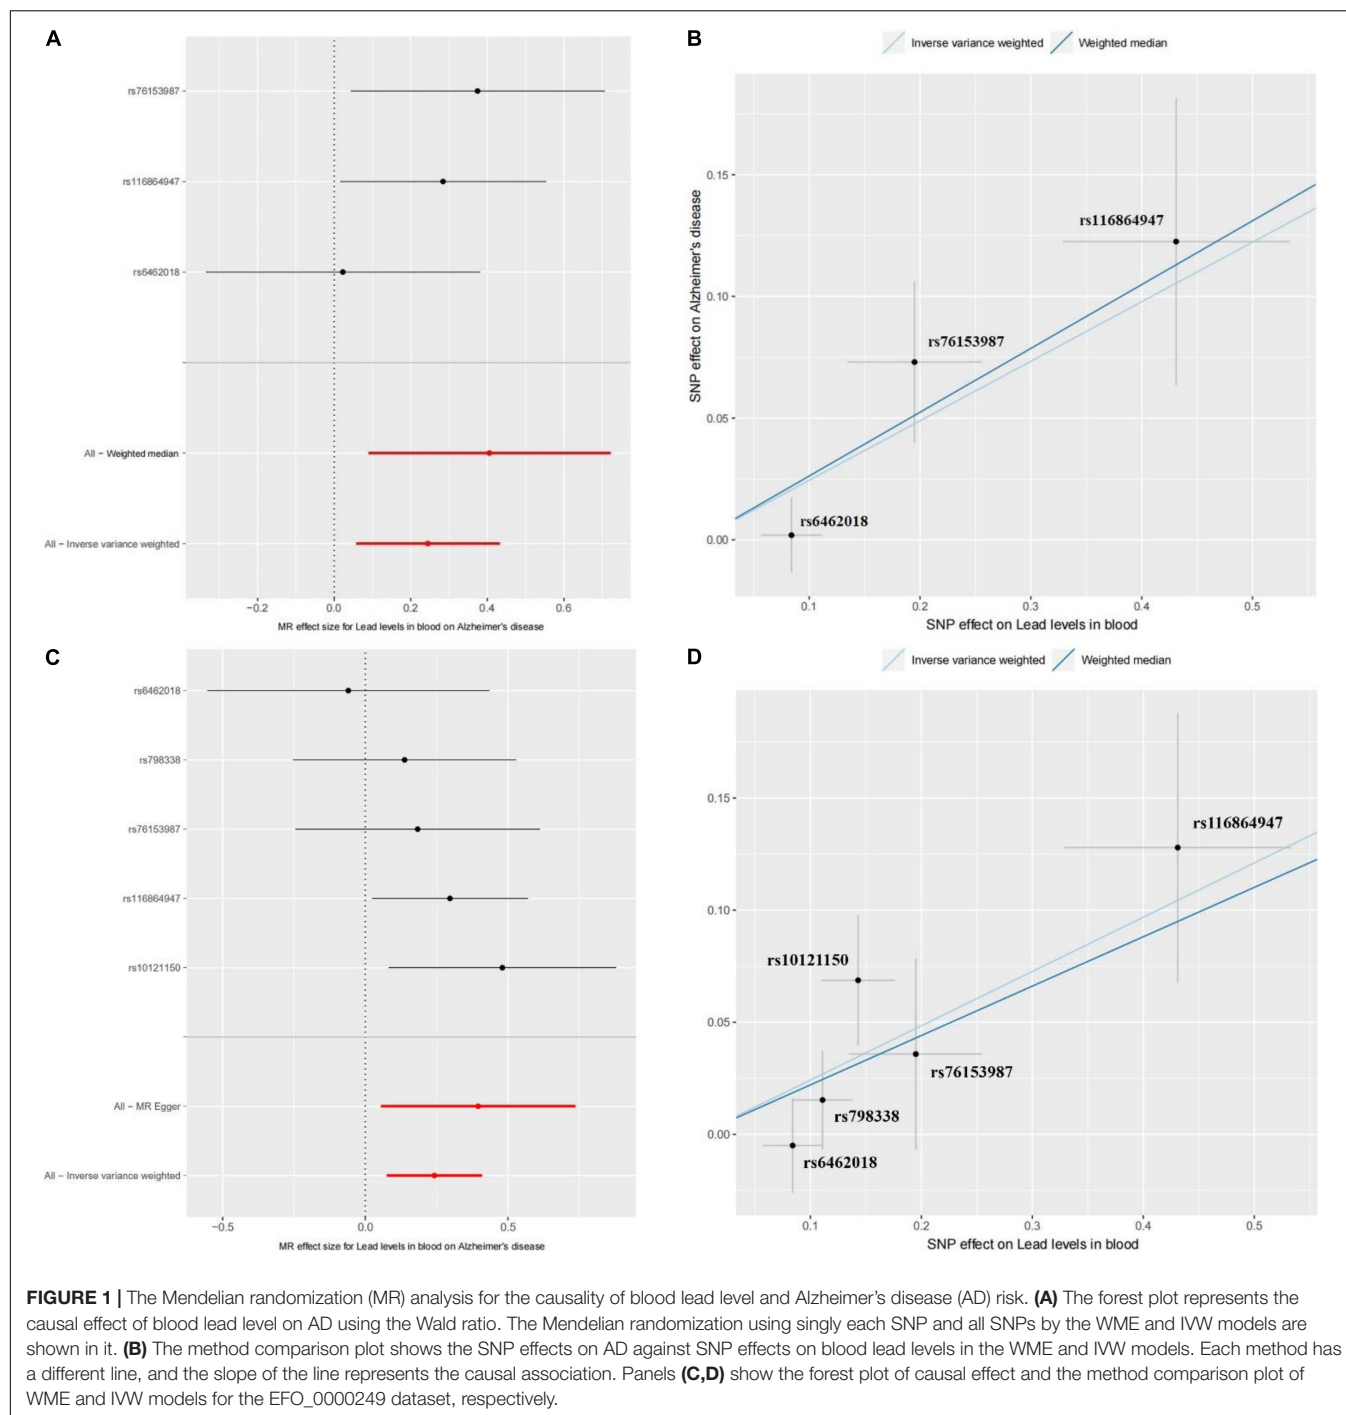 A
rs76153987
rs116864947
rs6462018
All − Weighted median
All − Inverse variance weighted
−0.2 0.0 0.2 0.4 0.6
MR effect size for Lead levels in blood on Alzheimer's disease
B
Inverse variance weighted Weighted median
SNP effect on Alzheimer's disease
0.15
0.10
0.05
0.00
rs116864947
rs76153987
rs6462018
0.1 0.2 0.3 0.4 0.5
SNP effect on Lead levels in blood
C
rs6462018
rs798338
rs76153987
rs116864947
rs10121150
All − MR Egger
All − Inverse variance weighted
−0.5 0.0 0.5
MR effect size for Lead levels in blood on Alzheimer's disease
D
Inverse variance weighted Weighted median
0.15
0.10
0.05
0.00
rs116864947
rs10121150
rs76153987
rs798338
rs6462018
0.1 0.2 0.3 0.4 0.5
SNP effect on Lead levels in blood
FIGURE 1 | The Mendelian randomization (MR) analysis for the causality of blood lead level and Alzheimer's disease (AD) risk. (A) The forest plot represents the
causal effect of blood lead level on AD using the Wald ratio. The Mendelian randomization using singly each SNP and all SNPs by the WME and IVW models are
shown in it. (B) The method comparison plot shows the SNP effects on AD against SNP effects on blood lead levels in the WME and IVW models. Each method has
a different line, and the slope of the line represents the causal association. Panels (C,D) show the forest plot of causal effect and the method comparison plot of
WME and IVW models for the EFO_0000249 dataset, respectively.